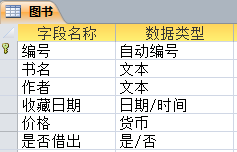 图书
字段名称 数据类型
编号 自动编号
书名 文本
作者 文本
收藏日期 日期/时间
价格 货币
是否借出 是/否